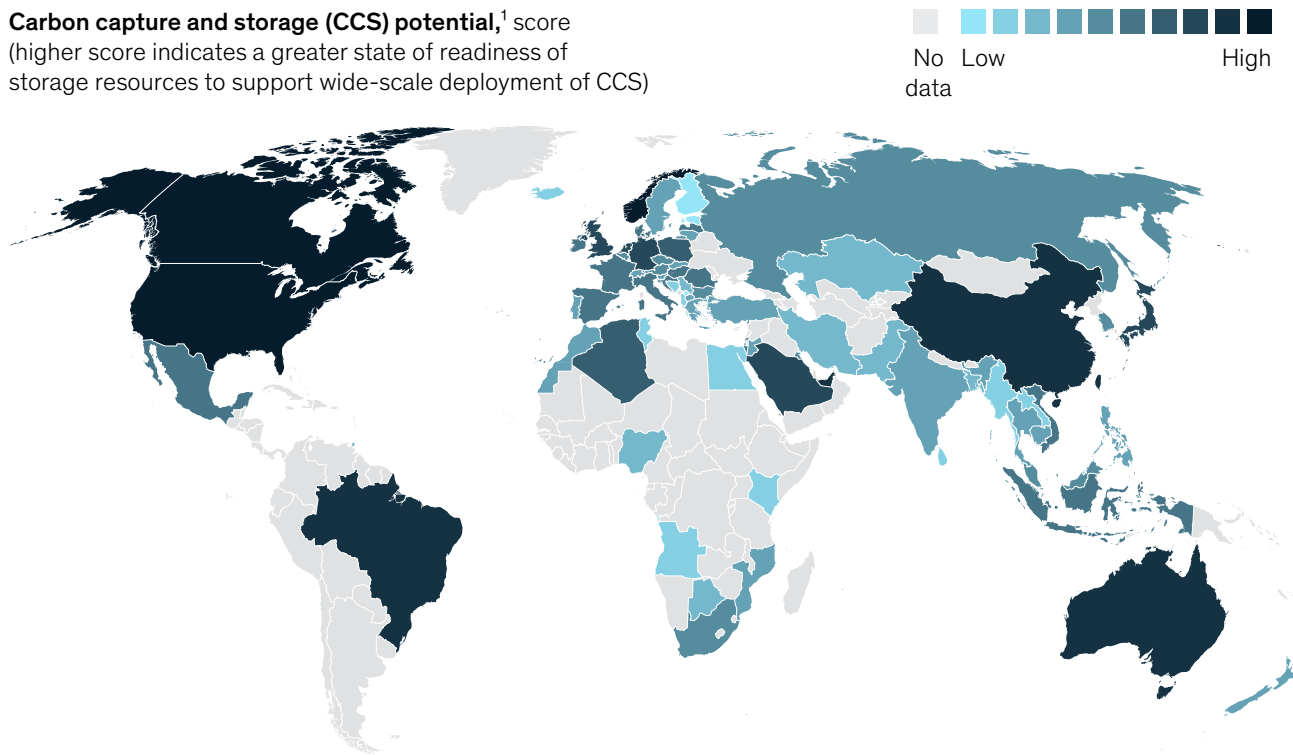 Carbon capture and storage (CCS) potential,¹ score
(higher score indicates a greater state of readiness of
storage resources to support wide-scale deployment of CCS)
No data
Low
High